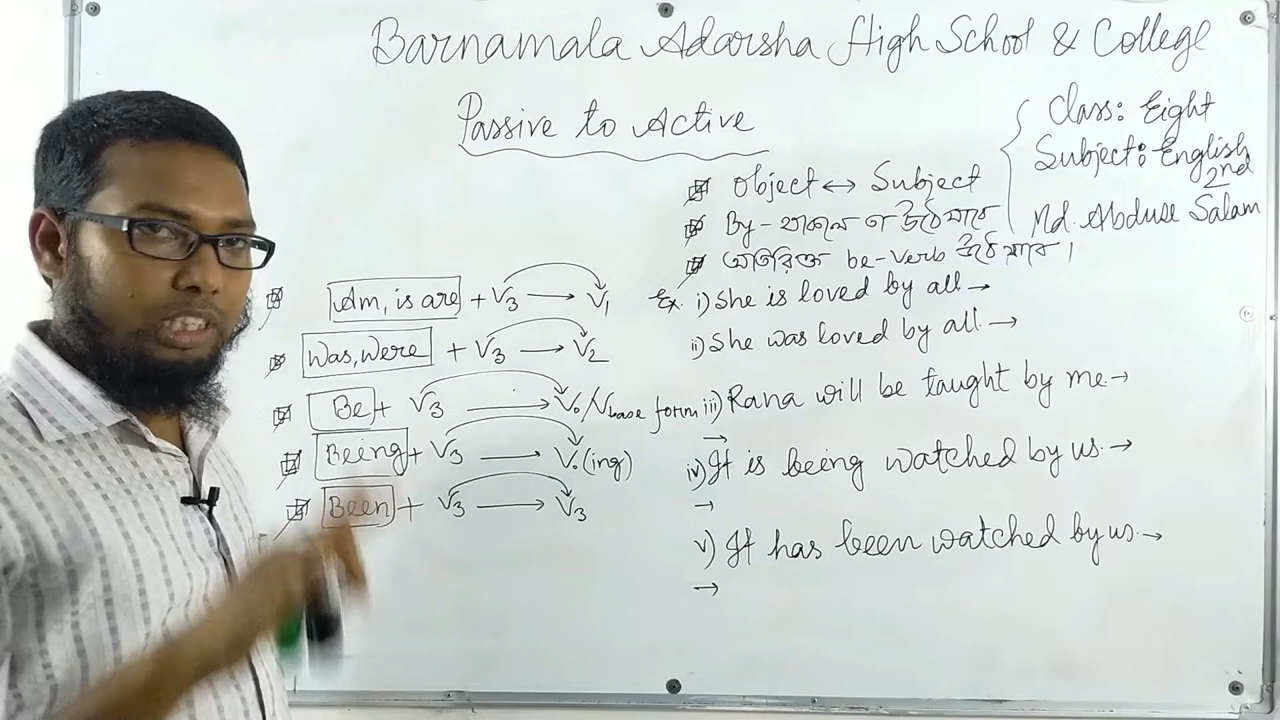 Barnamala Adarsha High School & College
Passive to Active
Class: Eight
Subject: English
2nd
Md. Abduse Salam
Object ↔ Subject
By - থাকলে তা উঠে যাবে
অতিরিক্ত be-verb উঠে যাবে।
Am, is are + V3 → V1
Was, were + V3 → V2
Be + V3 → V0/Vbase form
Being + V3 → V0(ing)
Been + V3 → V3
Ex. i) She is loved by all →
ii) She was loved by all. →
iii) Rana will be taught by me. →
→
iv) It is being watched by us. →
→
v) It has been watched by us. →
→